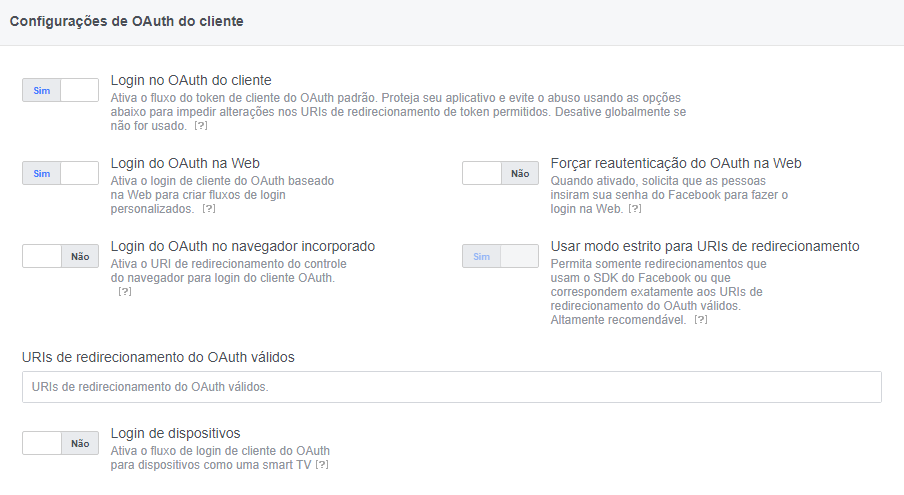 Configurações de OAuth do cliente
Sim
Login no OAuth do cliente
Ativa o fluxo do token de cliente do OAuth padrão. Proteja seu aplicativo e evite o abuso usando as opções
abaixo para impedir alterações nos URIs de redirecionamento de token permitidos. Desative globalmente se
não for usado. [?]
Sim
Login do OAuth na Web
Ativa o login de cliente do OAuth baseado
na Web para criar fluxos de login
personalizados. [?]
Não
Forçar reautenticação do OAuth na Web
Quando ativado, solicita que as pessoas
insiram sua senha do Facebook para fazer o
login na Web. [?]
Não
Login do OAuth no navegador incorporado
Ativa o URI de redirecionamento do controle
do navegador para login do cliente OAuth.
[?]
Sim
Usar modo estrito para URIs de redirecionamento
Permita somente redirecionamentos que
usam o SDK do Facebook ou que
correspondem exatamente aos URIs de
redirecionamento do OAuth válidos.
Altamente recomendável. [?]
URIs de redirecionamento do OAuth válidos
URIs de redirecionamento do OAuth válidos.
Não
Login de dispositivos
Ativa o fluxo de login de cliente do OAuth
para dispositivos como uma smart TV [?]